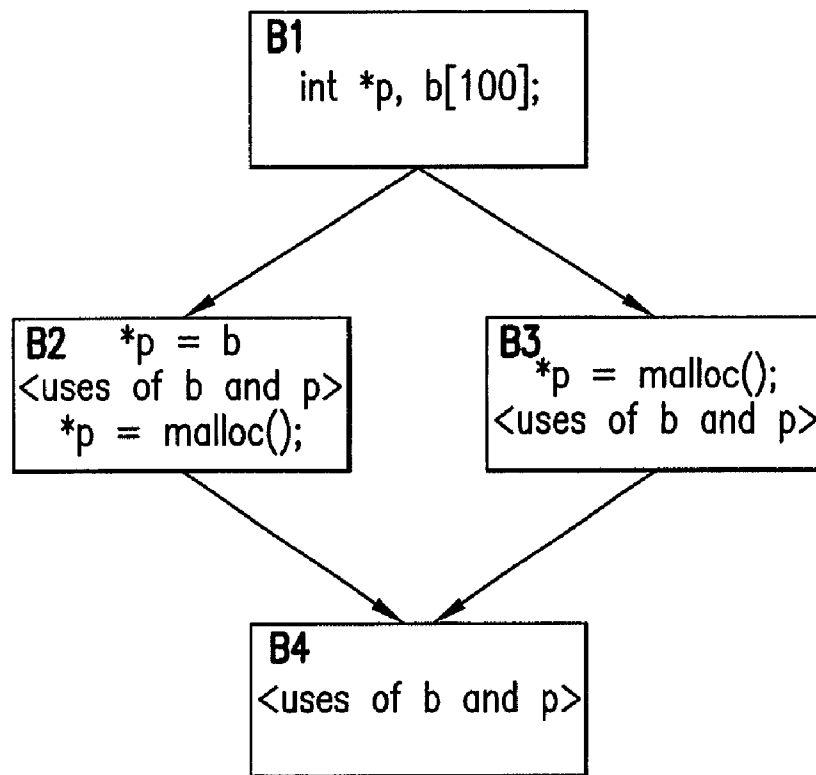 B1
int *p, b[100];
B2 *p = b
<uses of b and p>
*p = malloc();
B3
*p = malloc();
<uses of b and p>
B4
<uses of b and p>